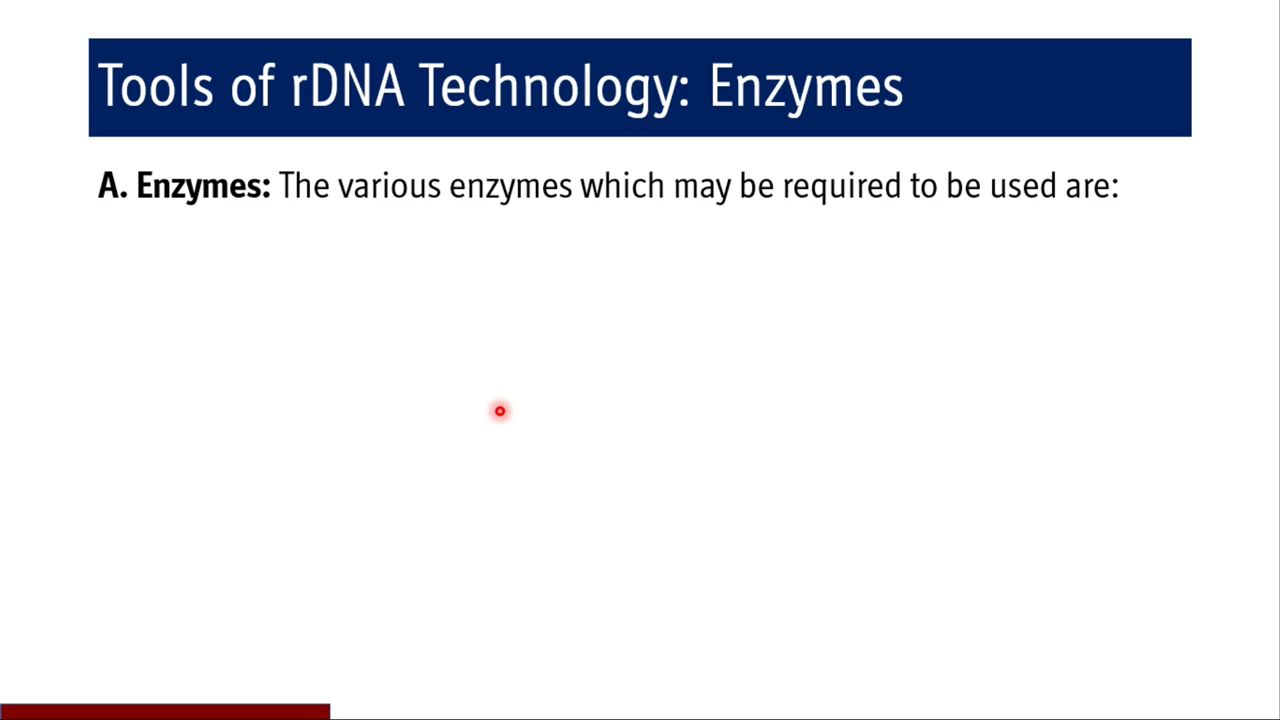 Tools of rDNA Technology: Enzymes
A. Enzymes: The various enzymes which may be required to be used are: